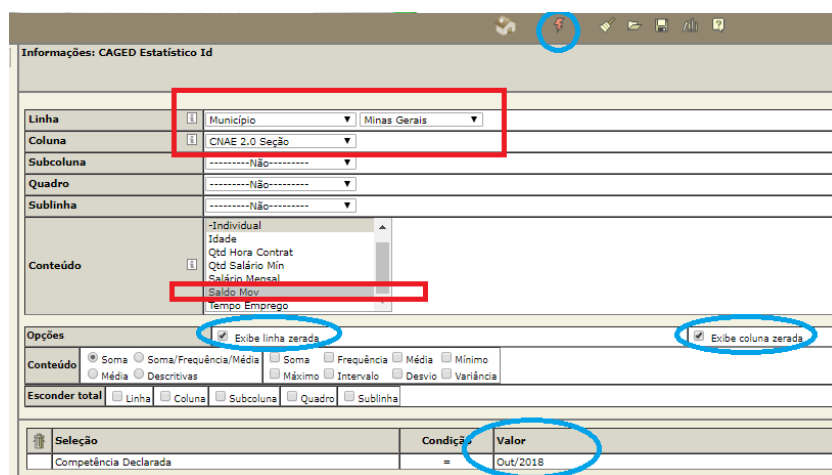 Informações: CAGED Estatístico Id
Linha Município Minas Gerais
Coluna CNAE 2.0 Seção
Subcoluna ---------Não---------
Quadro ---------Não---------
Sublinha ---------Não---------
-Individual
Idade
Qtd Hora Contrat
Conteúdo Qtd Salário Mín
Salário Mensal
Saldo Mov
Tempo Emprego
Opções Exibe linha zerada Exibe coluna zerada
Conteúdo Soma Soma/Frequência/Média Soma Frequência Média Mínimo
Média Descritivas Máximo Intervalo Desvio Variância
Esconder total Linha Coluna Subcoluna Quadro Sublinha
Seleção Condição Valor
Competência Declarada = Out/2018